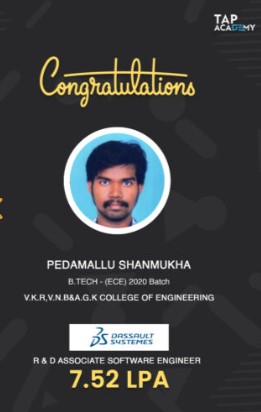 TAP
ACADEMY
Congratulations
PEDAMALLU SHANMUKHA
B.TECH - (ECE) 2020 Batch
V.K.R,V.N.B&A.G.K COLLEGE OF ENGINEERING
DASSAULT
SYSTEMES
R & D ASSOCIATE SOFTWARE ENGINEER
7.52 LPA